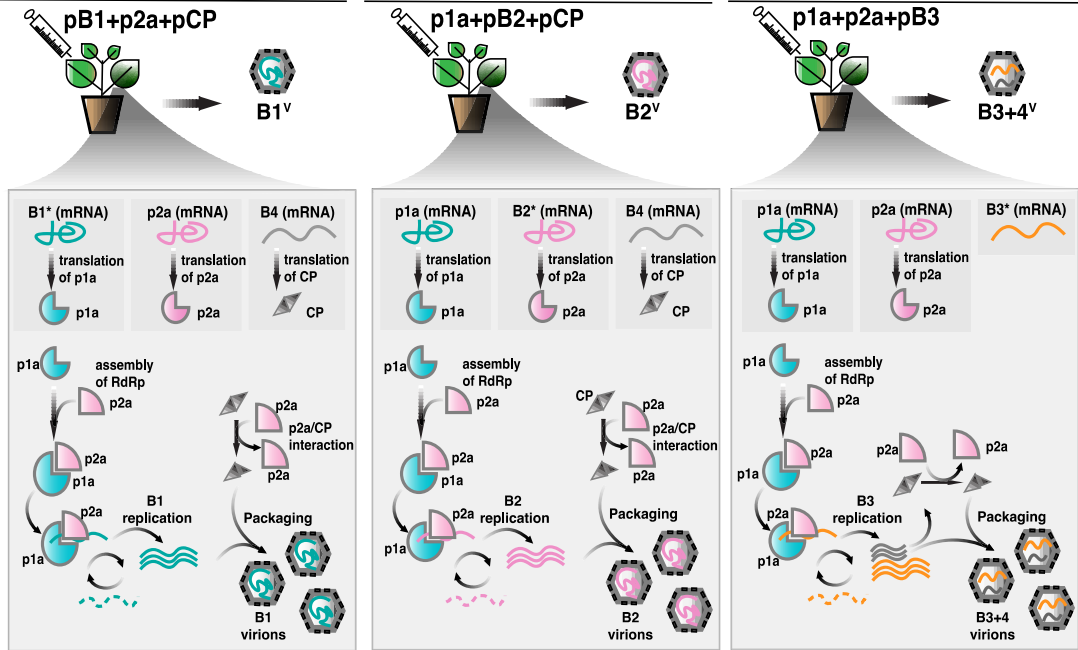 pB1+p2a+pCP
B1V
B1* (mRNA)
p2a (mRNA)
B4 (mRNA)
translation
of p1a
translation
of p2a
translation
of CP
p1a
p2a
CP
p1a
assembly
of RdRp
p2a
p2a
p2a/CP
interaction
p2a
p2a
p1a
B1
replication
p2a
p1a
Packaging
B1
virions
p1a+pB2+pCP
B2V
p1a (mRNA)
B2* (mRNA)
B4 (mRNA)
translation
of p1a
translation
of p2a
translation
of CP
p1a
p2a
CP
p1a
assembly
of RdRp
p2a
CP
p2a
p2a/CP
interaction
p2a
p2a
p1a
B2
replication
p2a
p1a
Packaging
B2
virions
p1a+p2a+pB3
B3+4V
p1a (mRNA)
p2a (mRNA)
B3* (mRNA)
translation
of p1a
translation
of p2a
p1a
p2a
p1a
assembly
of RdRp
p2a
p2a
p1a
p2a
p2a
p2a
p1a
B3
replication
Packaging
B3+4
virions